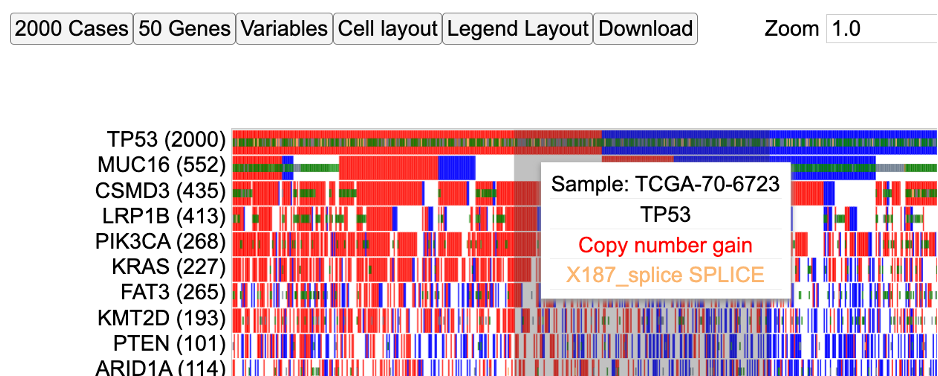 2000 Cases 50 Genes Variables Cell layout Legend Layout Download Zoom 1.0
TP53 (2000)
MUC16 (552)
CSMD3 (435)
LRP1B (413)
PIK3CA (268)
KRAS (227)
FAT3 (265)
KMT2D (193)
PTEN (101)
ARID1A (114)
Sample: TCGA-70-6723
TP53
Copy number gain
X187_splice SPLICE